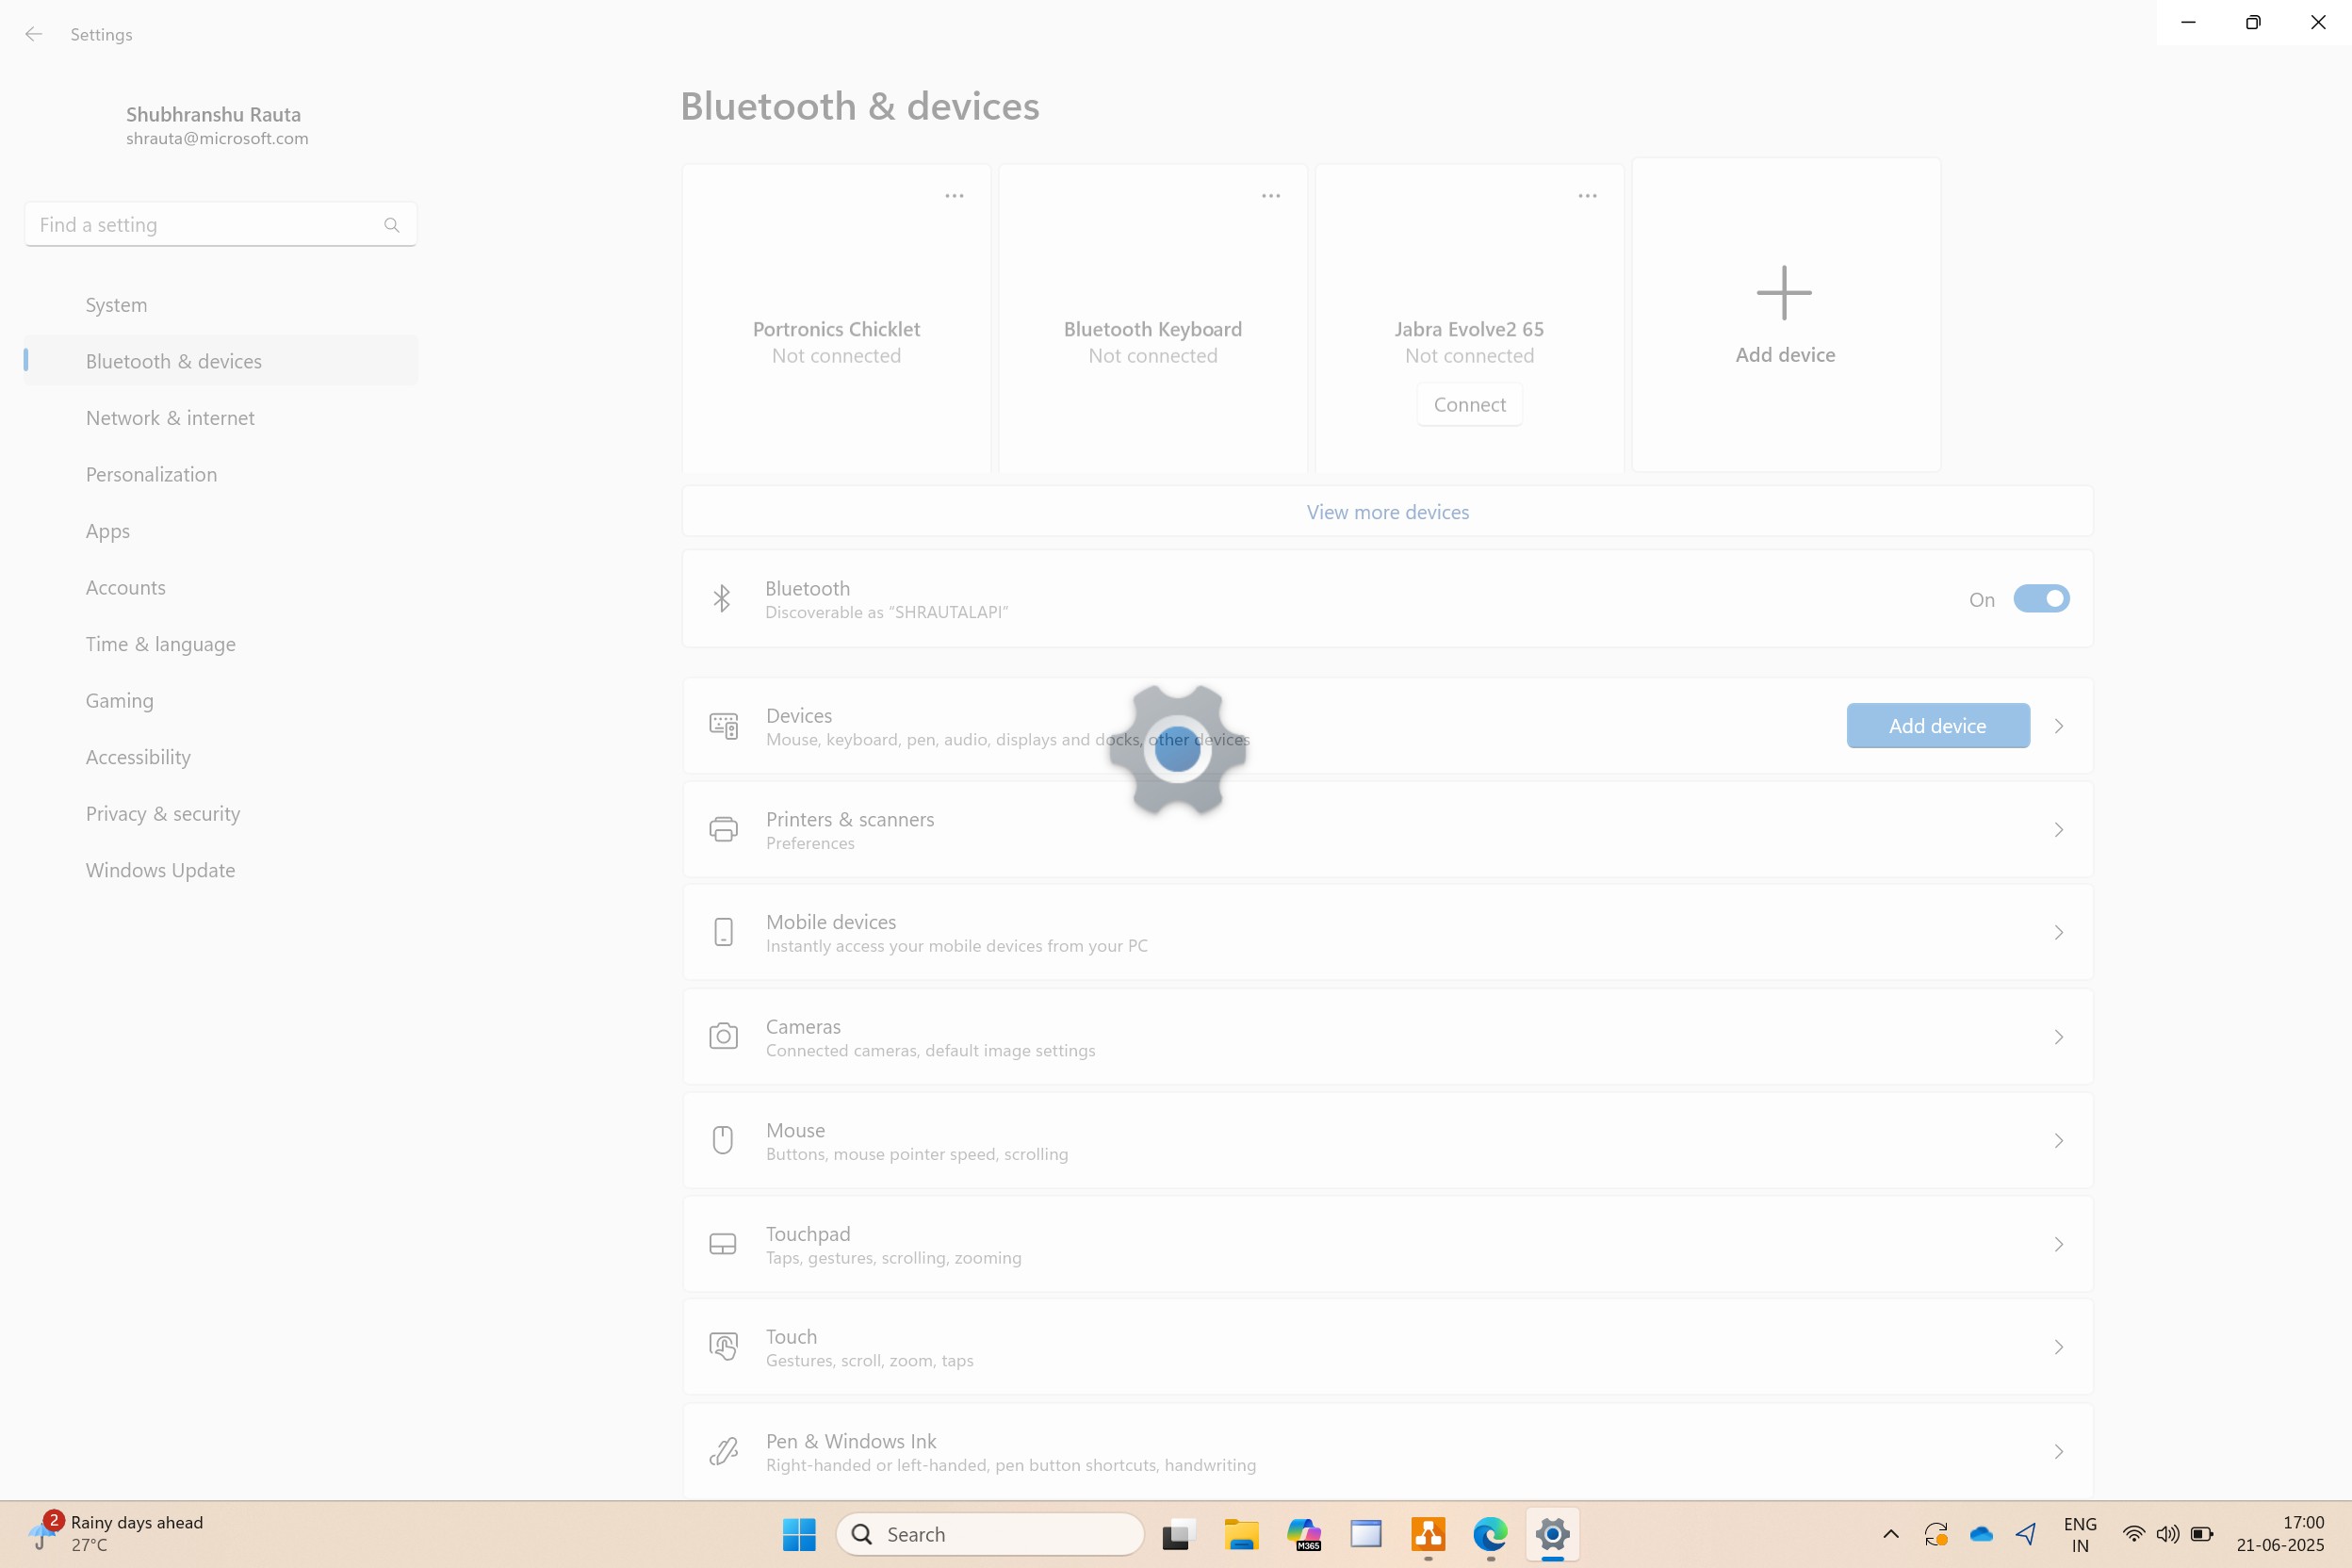 Settings
Shubhranshu Rauta
shrauta@microsoft.com
Find a setting
System
Bluetooth & devices
Network & internet
Personalization
Apps
Accounts
Time & language
Gaming
Accessibility
Privacy & security
Windows Update
Bluetooth & devices
Portronics Chicklet
Not connected
Bluetooth Keyboard
Not connected
Jabra Evolve2 65
Not connected
Connect
Add device
View more devices
Bluetooth
Discoverable as “SHRAUTALAPI”
On
Devices
Mouse, keyboard, pen, audio, displays and docks, other devices
Add device
Printers & scanners
Preferences
Mobile devices
Instantly access your mobile devices from your PC
Cameras
Connected cameras, default image settings
Mouse
Buttons, mouse pointer speed, scrolling
Touchpad
Taps, gestures, scrolling, zooming
Touch
Gestures, scroll, zoom, taps
Pen & Windows Ink
Right-handed or left-handed, pen button shortcuts, handwriting
2
Rainy days ahead
27°C
Search
M365
ENG
IN
17:00
21-06-2025